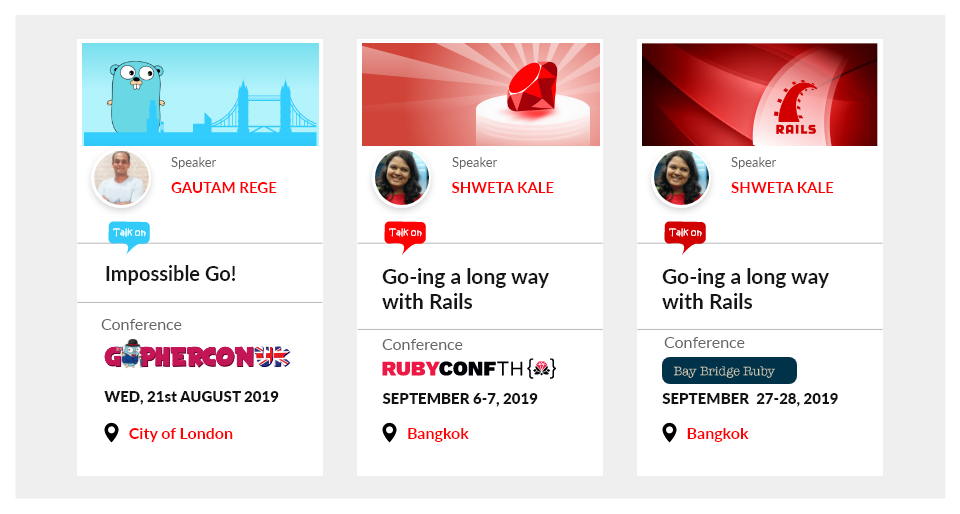 Speaker
GAUTAM REGE
Talk on
Impossible Go!
Conference
GOPHERCON
WED, 21st AUGUST 2019
City of London
Speaker
SHWETA KALE
Talk on
Go-ing a long way
with Rails
Conference
RUBYCONFTH
SEPTEMBER 6-7, 2019
Bangkok
RAILS
Speaker
SHWETA KALE
Talk on
Go-ing a long way
with Rails
Conference
Bay Bridge Ruby
SEPTEMBER 27-28, 2019
Bangkok